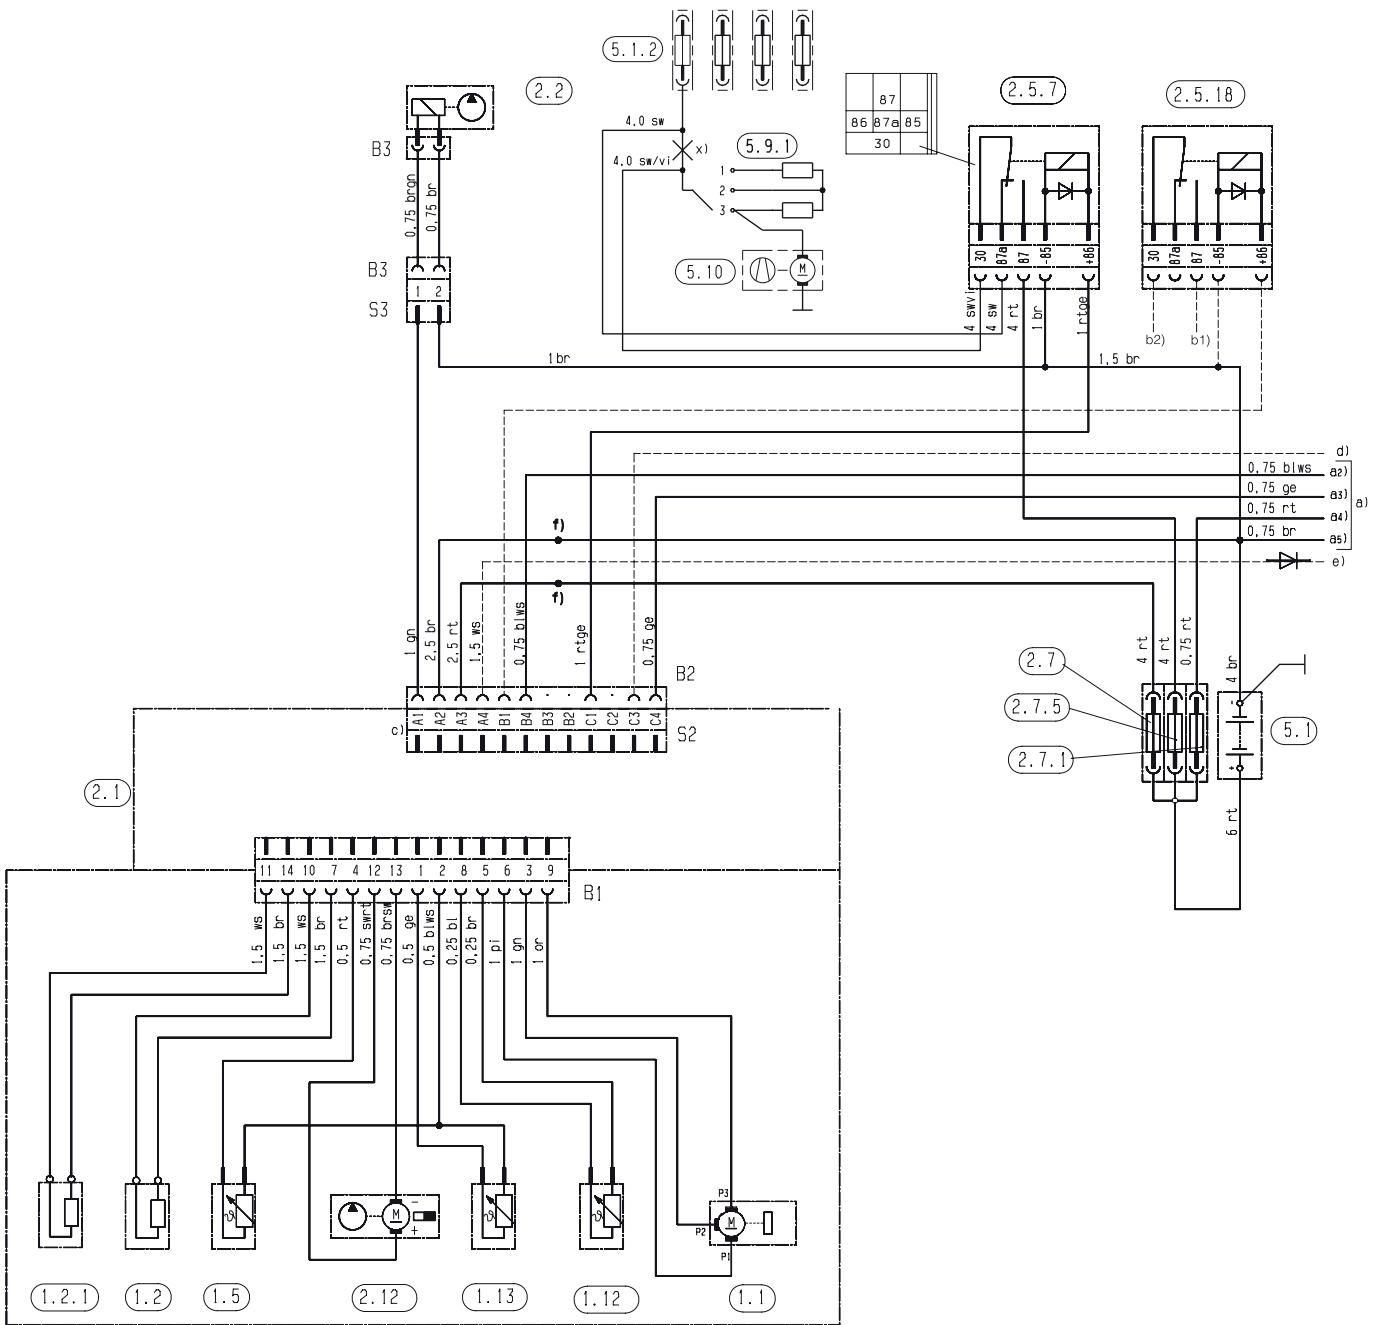 5.1.2
2.2
B3
0,75 brgn
0,75 br
B3
1 2
S3
4,0 sw
x)
4,0 sw/vi
5.9.1
1
2
3
5.10
M
87
86 87a 85
30
2.5.7
30 87a 87 -85 +86
4 swvi
4 sw
4 rt
1 br
1 rtge
2.5.18
30 87a 87 -85 +86
b2) b1)
1br
1,5 br
d)
0,75 blws a2)
0,75 ge a3)
a)
0,75 rt a4)
0,75 br a5)
e)
f)
f)
1 gn
2,5 br
2,5 rt
1,5 ws
0,75 blws
1 rtge
0,75 ge
B2
c) A1 A2 A3 A4 B1 B4 B3 B2 C1 C2 C3 C4
S2
4 rt
4 rt
0,75 rt
4 br
2.7
2.7.5
2.7.1
-
+
5.1
6 rt
2.1
11 14 10 7 4 12 13 1 2 8 5 6 3 9
B1
1,5 ws
1,5 br
1,5 ws
1,5 br
0,5 rt
0,75 swrt
0,75 brsw
0,5 ge
0,5 blws
0,25 bl
0,25 br
1 pi
1 gn
1 or
ϑ
M
-
+
ϑ
ϑ
P3
P2
M
P1
1.2.1
1.2
1.5
2.12
1.13
1.12
1.1